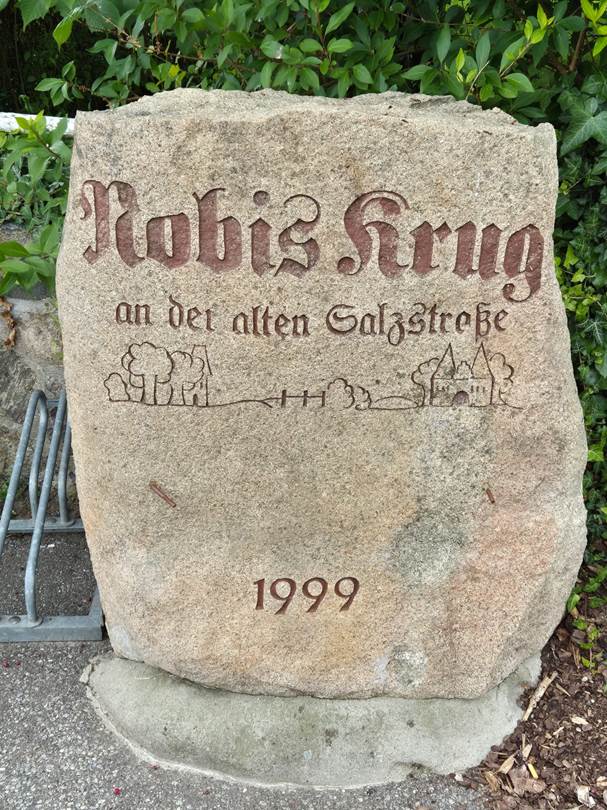 Nobis Krug
an der alten Salzstraße
1999